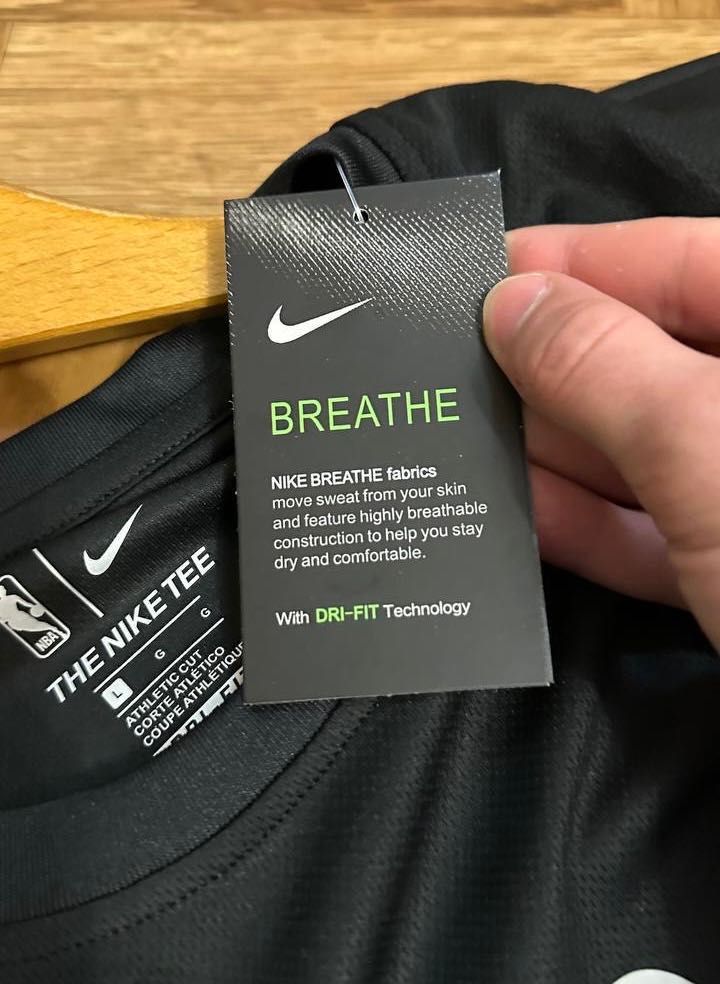 BREATHE
NIKE BREATHE fabrics
move sweat from your skin
and feature highly breathable
construction to help you stay
dry and comfortable.
With DRI-FIT Technology
NBA
THE NIKE TEE
L G G
ATHLETIC CUT
CORTE ATLÉTICO
COUPE ATHLÉTIQUE